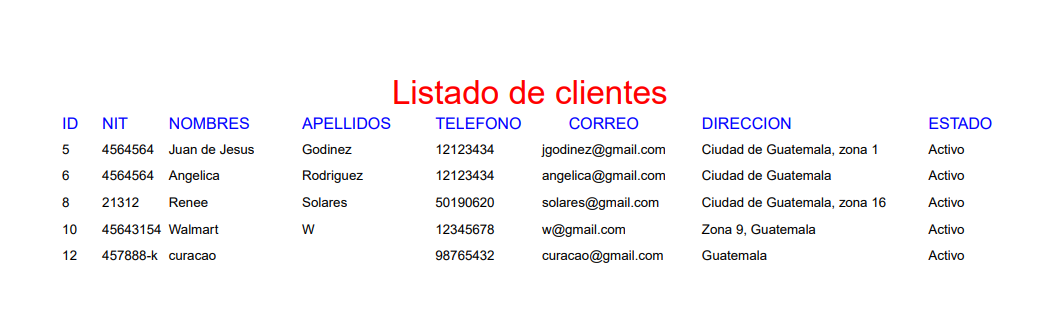 Listado de clientes
ID NIT NOMBRES APELLIDOS TELEFONO CORREO DIRECCION ESTADO
5 4564564 Juan de Jesus Godinez 12123434 jgodinez@gmail.com Ciudad de Guatemala, zona 1 Activo
6 4564564 Angelica Rodriguez 12123434 angelica@gmail.com Ciudad de Guatemala Activo
8 21312 Renee Solares 50190620 solares@gmail.com Ciudad de Guatemala, zona 16 Activo
10 45643154 Walmart W 12345678 w@gmail.com Zona 9, Guatemala Activo
12 457888-k curacao 98765432 curacao@gmail.com Guatemala Activo